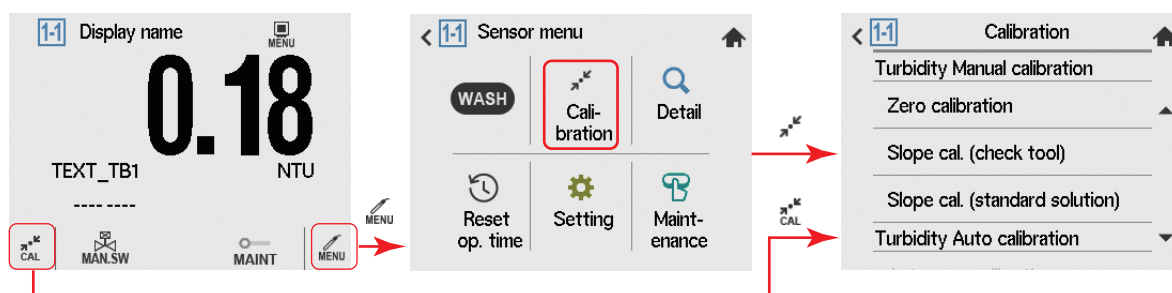 1-1 Display name
MENU
0.18
TEXT_TB1 NTU
---- ----
CAL MAN.SW MAINT MENU
MENU
1-1 Sensor menu
WASH
Cali-
bration
Detail
Reset
op. time
Setting
Maint-
enance
CAL
1-1 Calibration
Turbidity Manual calibration
Zero calibration
Slope cal. (check tool)
Slope cal. (standard solution)
Turbidity Auto calibration